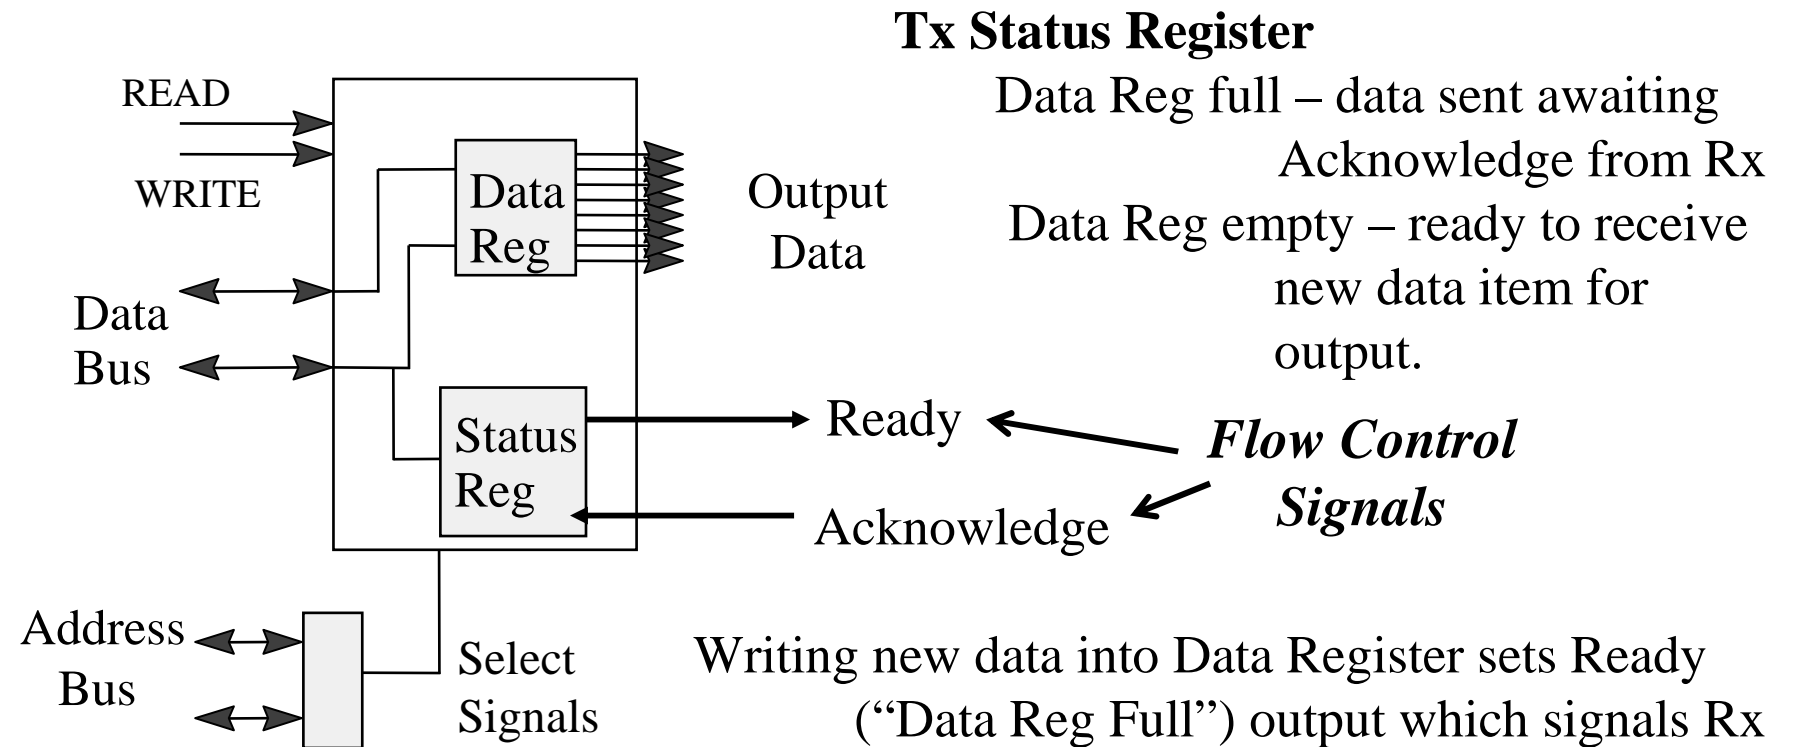 Tx Status Register
Data Reg full – data sent awaiting
Acknowledge from Rx
Data Reg empty – ready to receive
new data item for
output.
READ
WRITE
Data
Reg
Output
Data
Data
Bus
Status
Reg
Ready
Acknowledge
Flow Control
Signals
Address
Bus
Select
Signals
Writing new data into Data Register sets Ready
(“Data Reg Full”) output which signals Rx